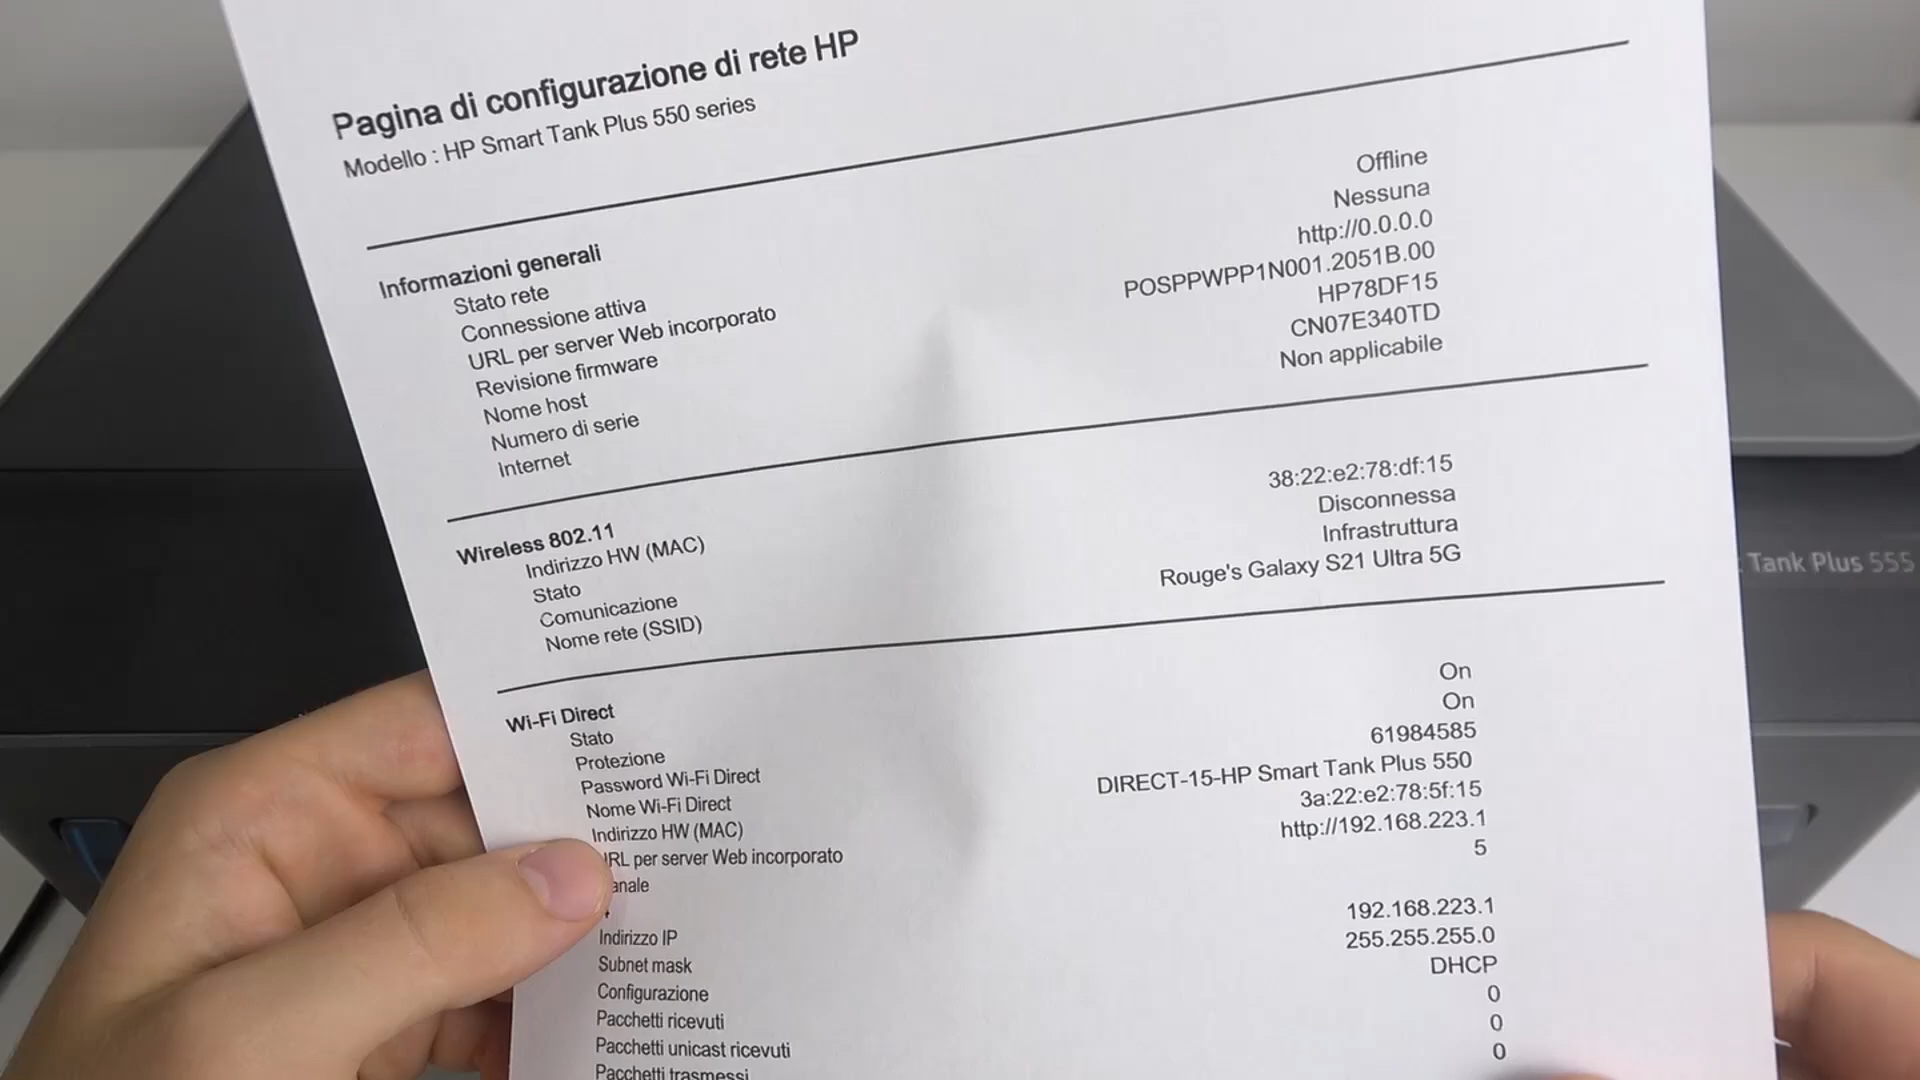 Pagina di configurazione di rete HP
Modello : HP Smart Tank Plus 550 series
Informazioni generali
Stato rete Offline
Connessione attiva Nessuna
URL per server Web incorporato http://0.0.0.0
Revisione firmware POSPPWPP1N001.2051B.00
Nome host HP78DF15
Numero di serie CN07E340TD
Internet Non applicabile
Wireless 802.11
Indirizzo HW (MAC) 38:22:e2:78:df:15
Stato Disconnessa
Comunicazione Infrastruttura
Nome rete (SSID) Rouge's Galaxy S21 Ultra 5G
Wi-Fi Direct
Stato On
Protezione On
Password Wi-Fi Direct 61984585
Nome Wi-Fi Direct DIRECT-15-HP Smart Tank Plus 550
Indirizzo HW (MAC) 3a:22:e2:78:5f:15
URL per server Web incorporato http://192.168.223.1
anale 5
Indirizzo IP 192.168.223.1
Subnet mask 255.255.255.0
Configurazione DHCP
Pacchetti ricevuti 0
Pacchetti unicast ricevuti 0
Pacchetti trasmessi 0
Tank Plus 555